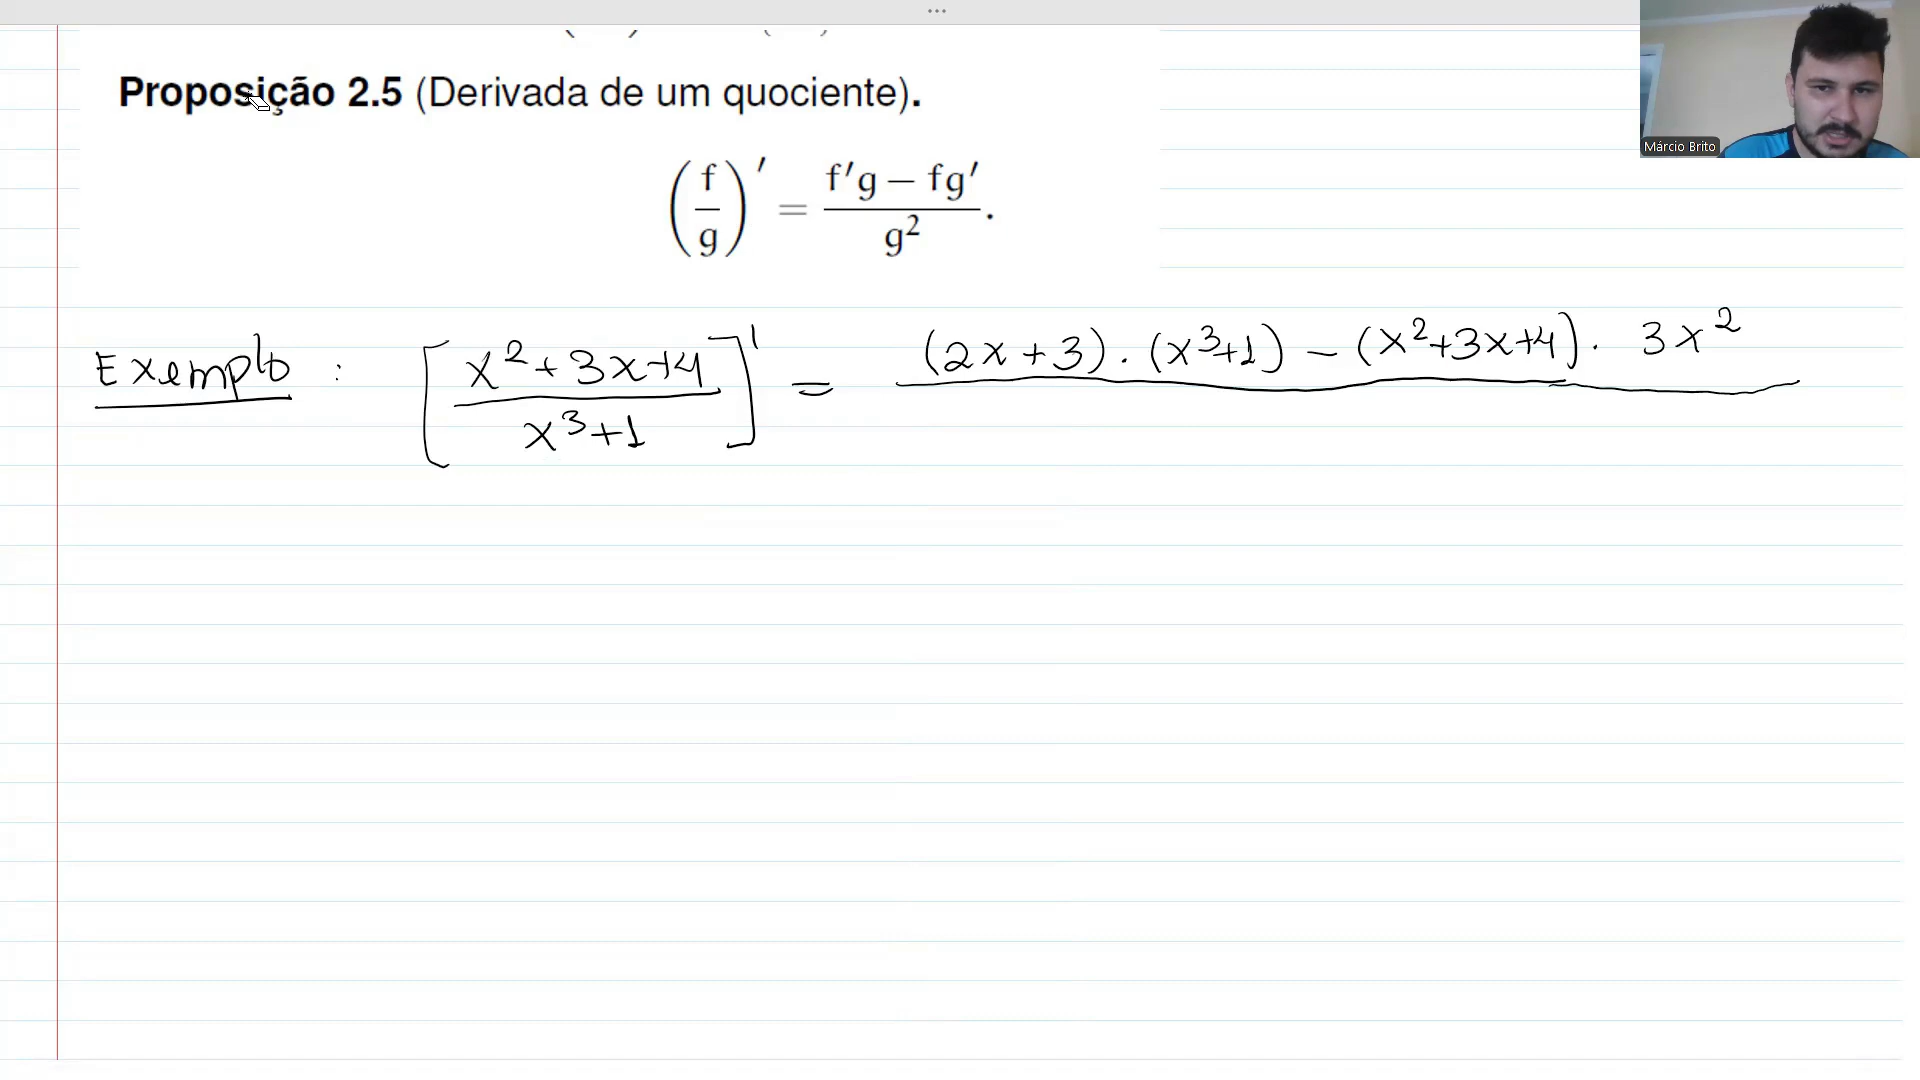 Proposição 2.5 (Derivada de um quociente).
(f/g)′ = (f′g − fg′)/g².
Exemplo : [(x²+3x+4)/(x³+1)]' = (2x+3)·(x³+1) − (x²+3x+4)· 3x²
Márcio Brito